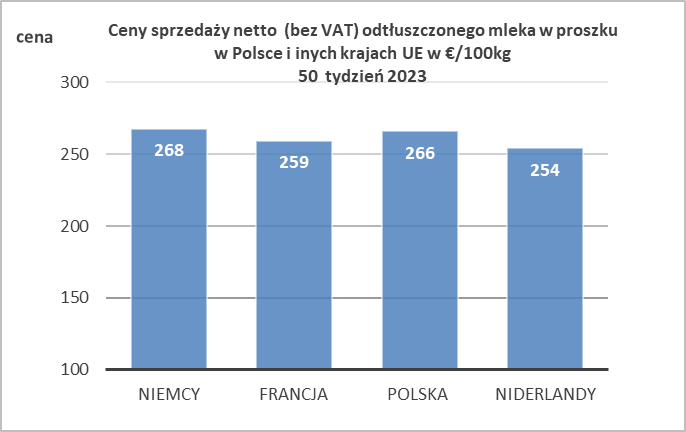 cena
Ceny sprzedaży netto (bez VAT) odtłuszczonego mleka w proszku
w Polsce i inych krajach UE w €/100kg
50 tydzień 2023
300
250
200
150
100
268
259
266
254
NIEMCY
FRANCJA
POLSKA
NIDERLANDY